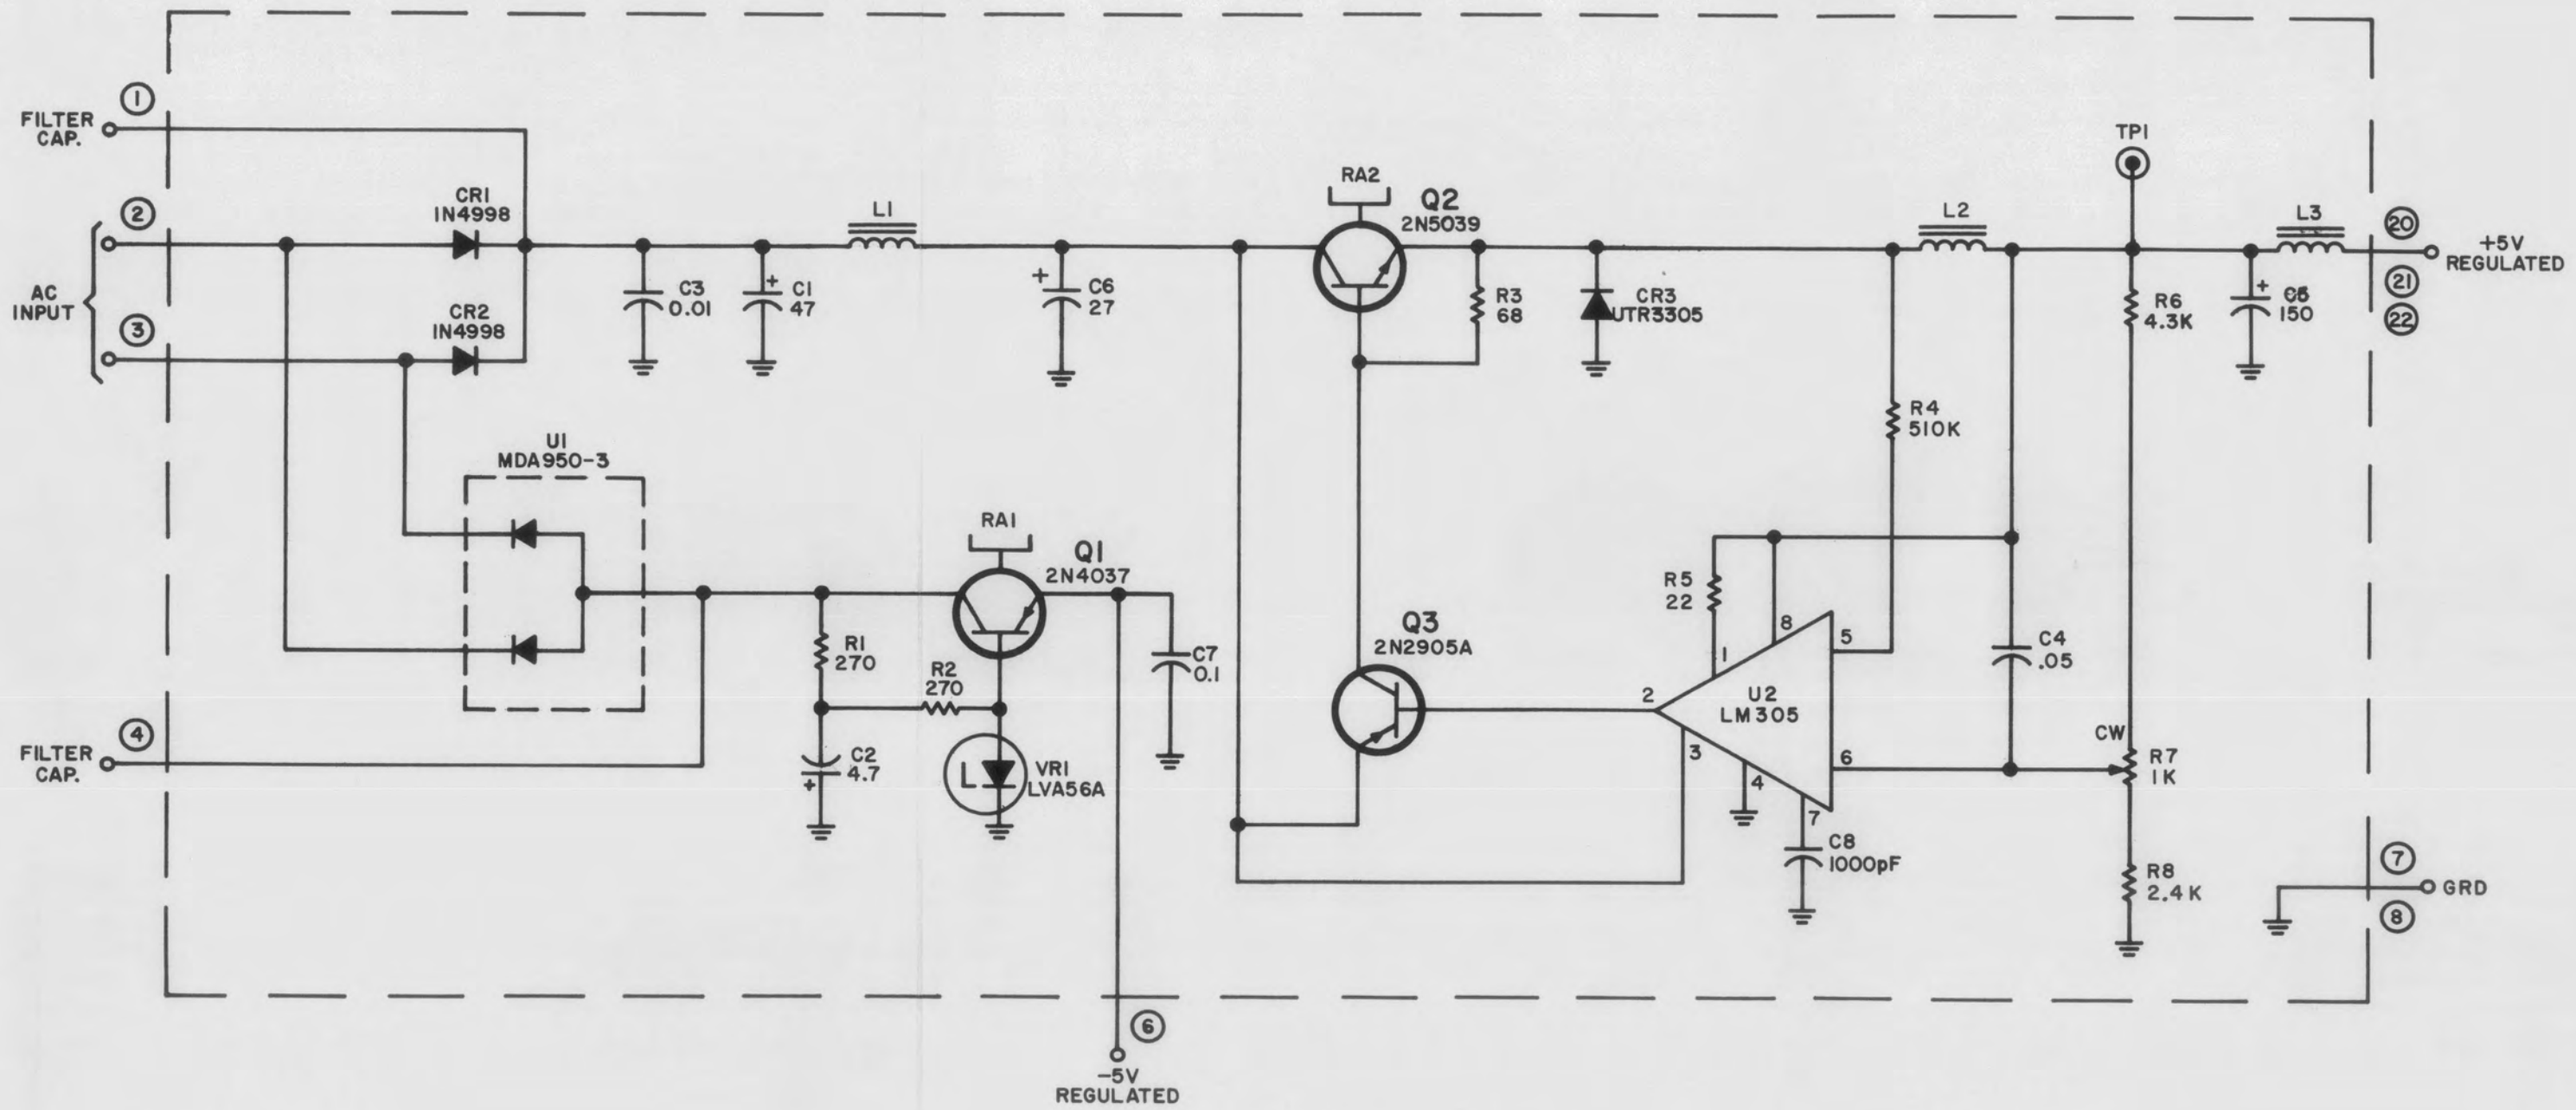 1
FILTER
CAP.
2
AC
INPUT
3
CR1
1N4998
CR2
1N4998
C3
0.01
+
C1
47
L1
+
C6
27
RA2
Q2
2N5039
R3
68
CR3
UTR3305
L2
TP1
R6
4.3K
+
C5
150
L3
20
21
22
+5V
REGULATED
R4
510K
U1
MDA950-3
RA1
Q1
2N4037
R1
270
R2
270
C2
4.7
+
L
VR1
LVA56A
C7
0.1
4
FILTER
CAP.
Q3
2N2905A
R5
22
8
5
1
2
U2
LM305
3
4
7
6
C4
.05
CW
R7
1K
C8
1000pF
R8
2.4K
7
GRD
8
6
-5V
REGULATED